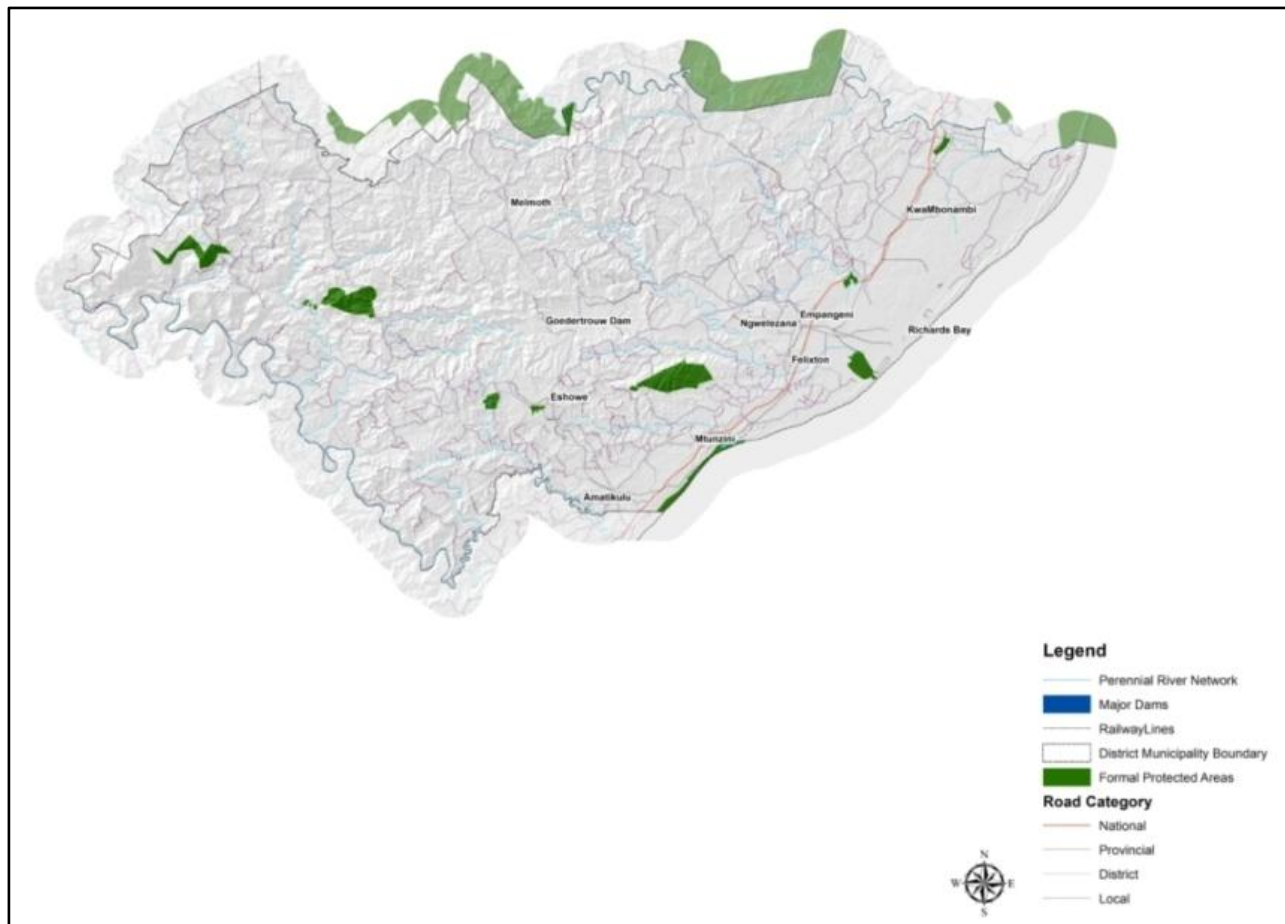 Melmoth
KwaMbonambi
Goedertrouw Dam
Ngwelezana
Empangeni
Richards Bay
Felixton
Eshowe
Mtunzini
Amatikulu
Legend
Perennial River Network
Major Dams
RailwayLines
District Municipality Boundary
Formal Protected Areas
Road Category
National
Provincial
District
Local
N
W
E
S